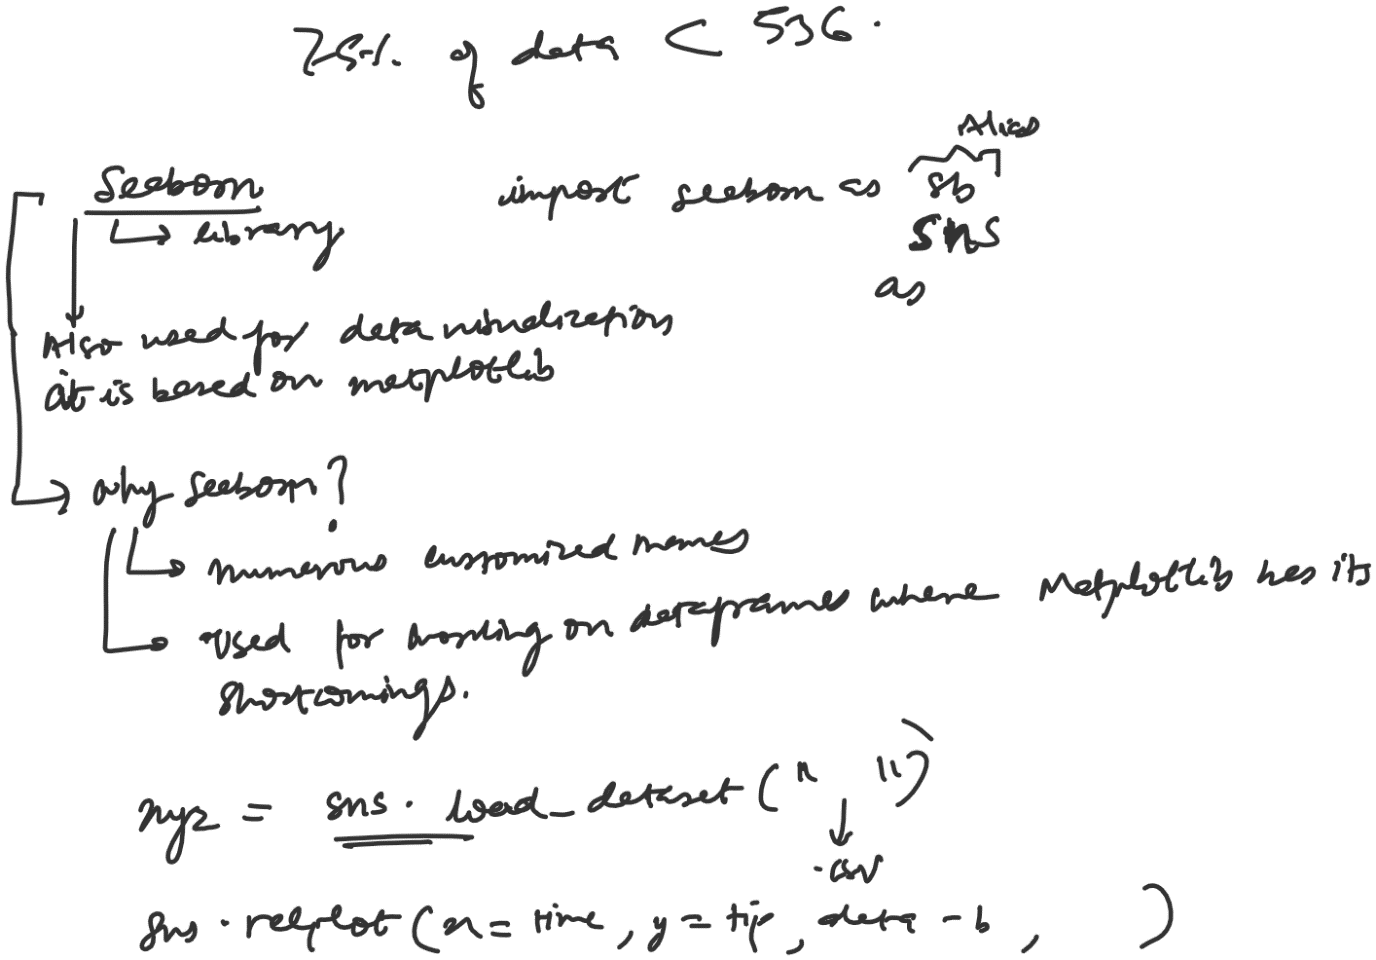 75%. of data < 536.
Alias
Seaborn import seaborn as sb
library sns
as
Also used for data visualization
it is based on matplotlib
why seaborn?
numerous customized themes
Used for working on dataframes where Matplotlib has its
shortcomings.
xyz = sns. load_dataset(" ")
.csv
sns.relplot(x= time, y= tip, data - b, )